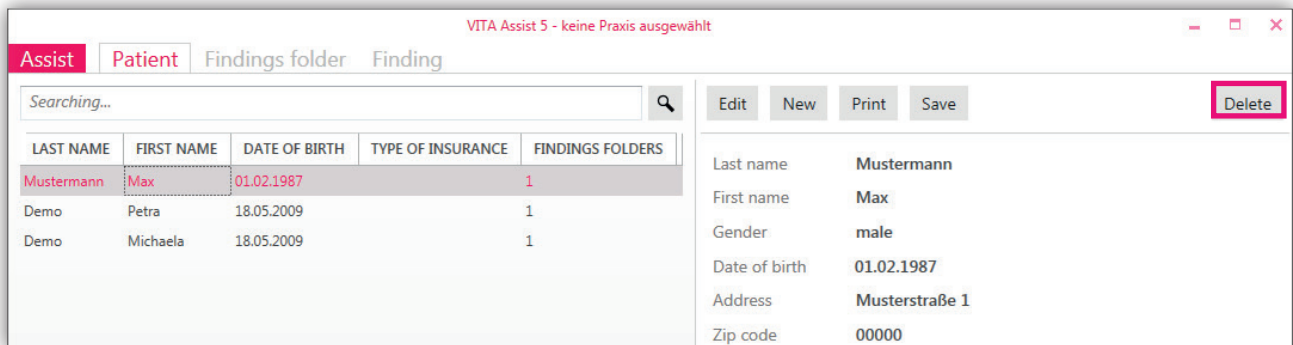 VITA Assist 5 - keine Praxis ausgewählt
Assist Patient Findings folder Finding
Searching...
LAST NAME FIRST NAME DATE OF BIRTH TYPE OF INSURANCE FINDINGS FOLDERS
Mustermann Max 01.02.1987 1
Demo Petra 18.05.2009 1
Demo Michaela 18.05.2009 1
Edit New Print Save Delete
Last name Mustermann
First name Max
Gender male
Date of birth 01.02.1987
Address Musterstraße 1
Zip code 00000